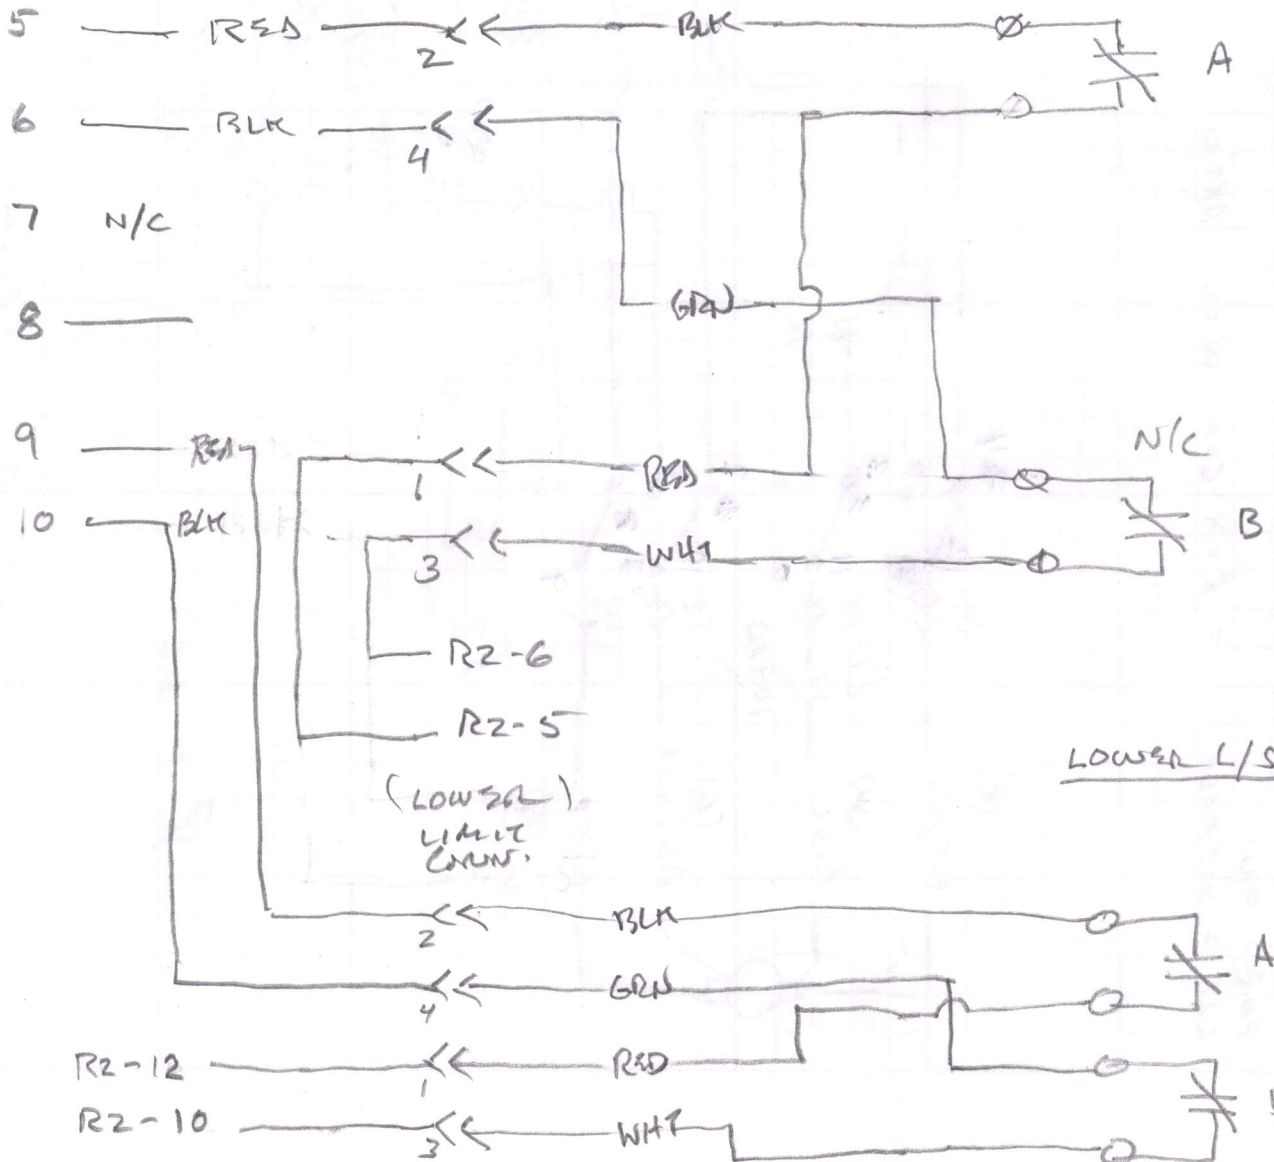 5 RED 2 BLK A
6 BLK 4
7 N/C
GRN
8
9 RED 1 RED N/C
10 BLK 3 WHT B
R2-6
R2-5
(LOWER)
LIMIT
LOWER L/S
2 BLK A
4 GRN
R2-12 1 RED
R2-10 3 WHT